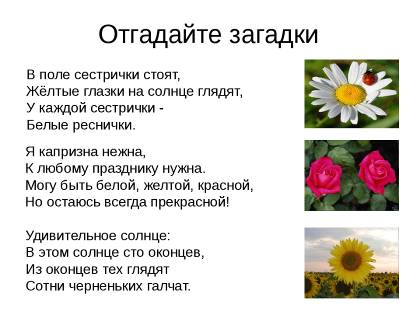 Отгадайте загадки
В поле сестрички стоят,
Жёлтые глазки на солнце глядят,
У каждой сестрички -
Белые реснички.
Я капризна нежна,
К любому празднику нужна.
Могу быть белой, желтой, красной,
Но остаюсь всегда прекрасной!
Удивительное солнце:
В этом солнце сто оконцев,
Из оконцев тех глядят
Сотни черненьких галчат.